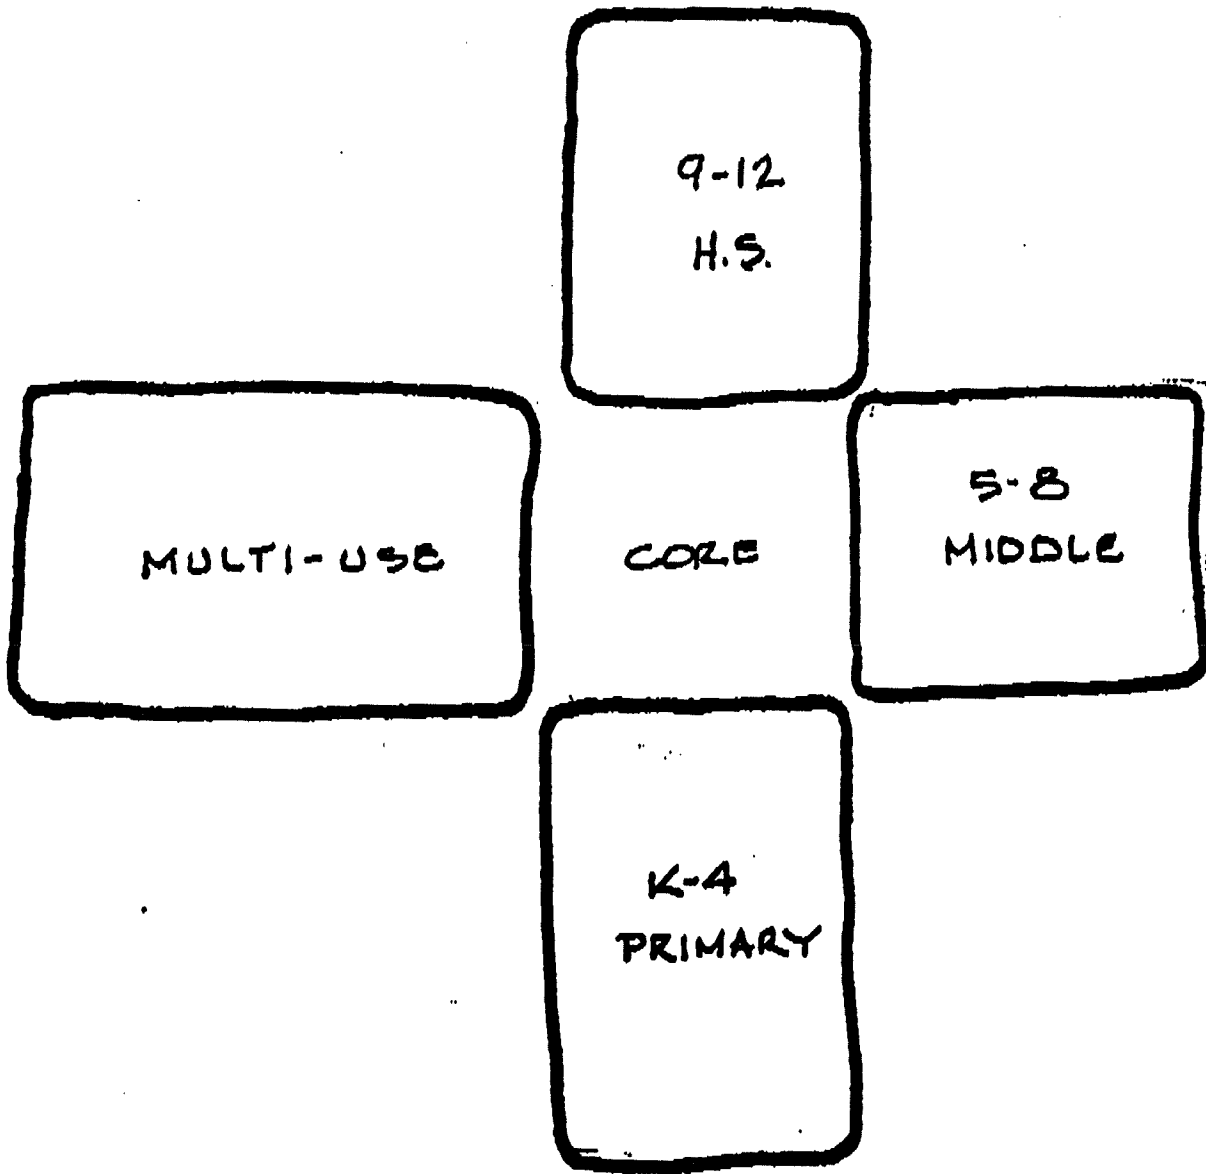 9-12
H.S.
MULTI-USE
CORE
5-8
MIDDLE
K-4
PRIMARY